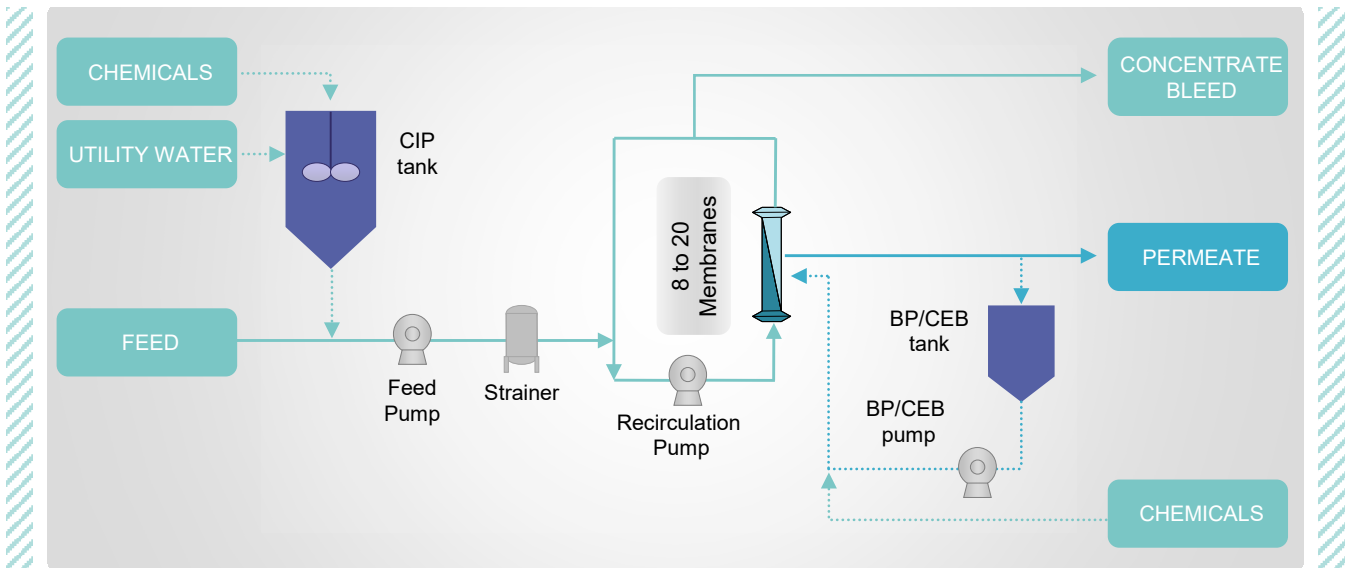 CHEMICALS
CONCENTRATE
BLEED
UTILITY WATER
CIP
tank
8 to 20
Membranes
PERMEATE
FEED
BP/CEB
tank
Feed
Pump
Strainer
Recirculation
Pump
BP/CEB
pump
CHEMICALS